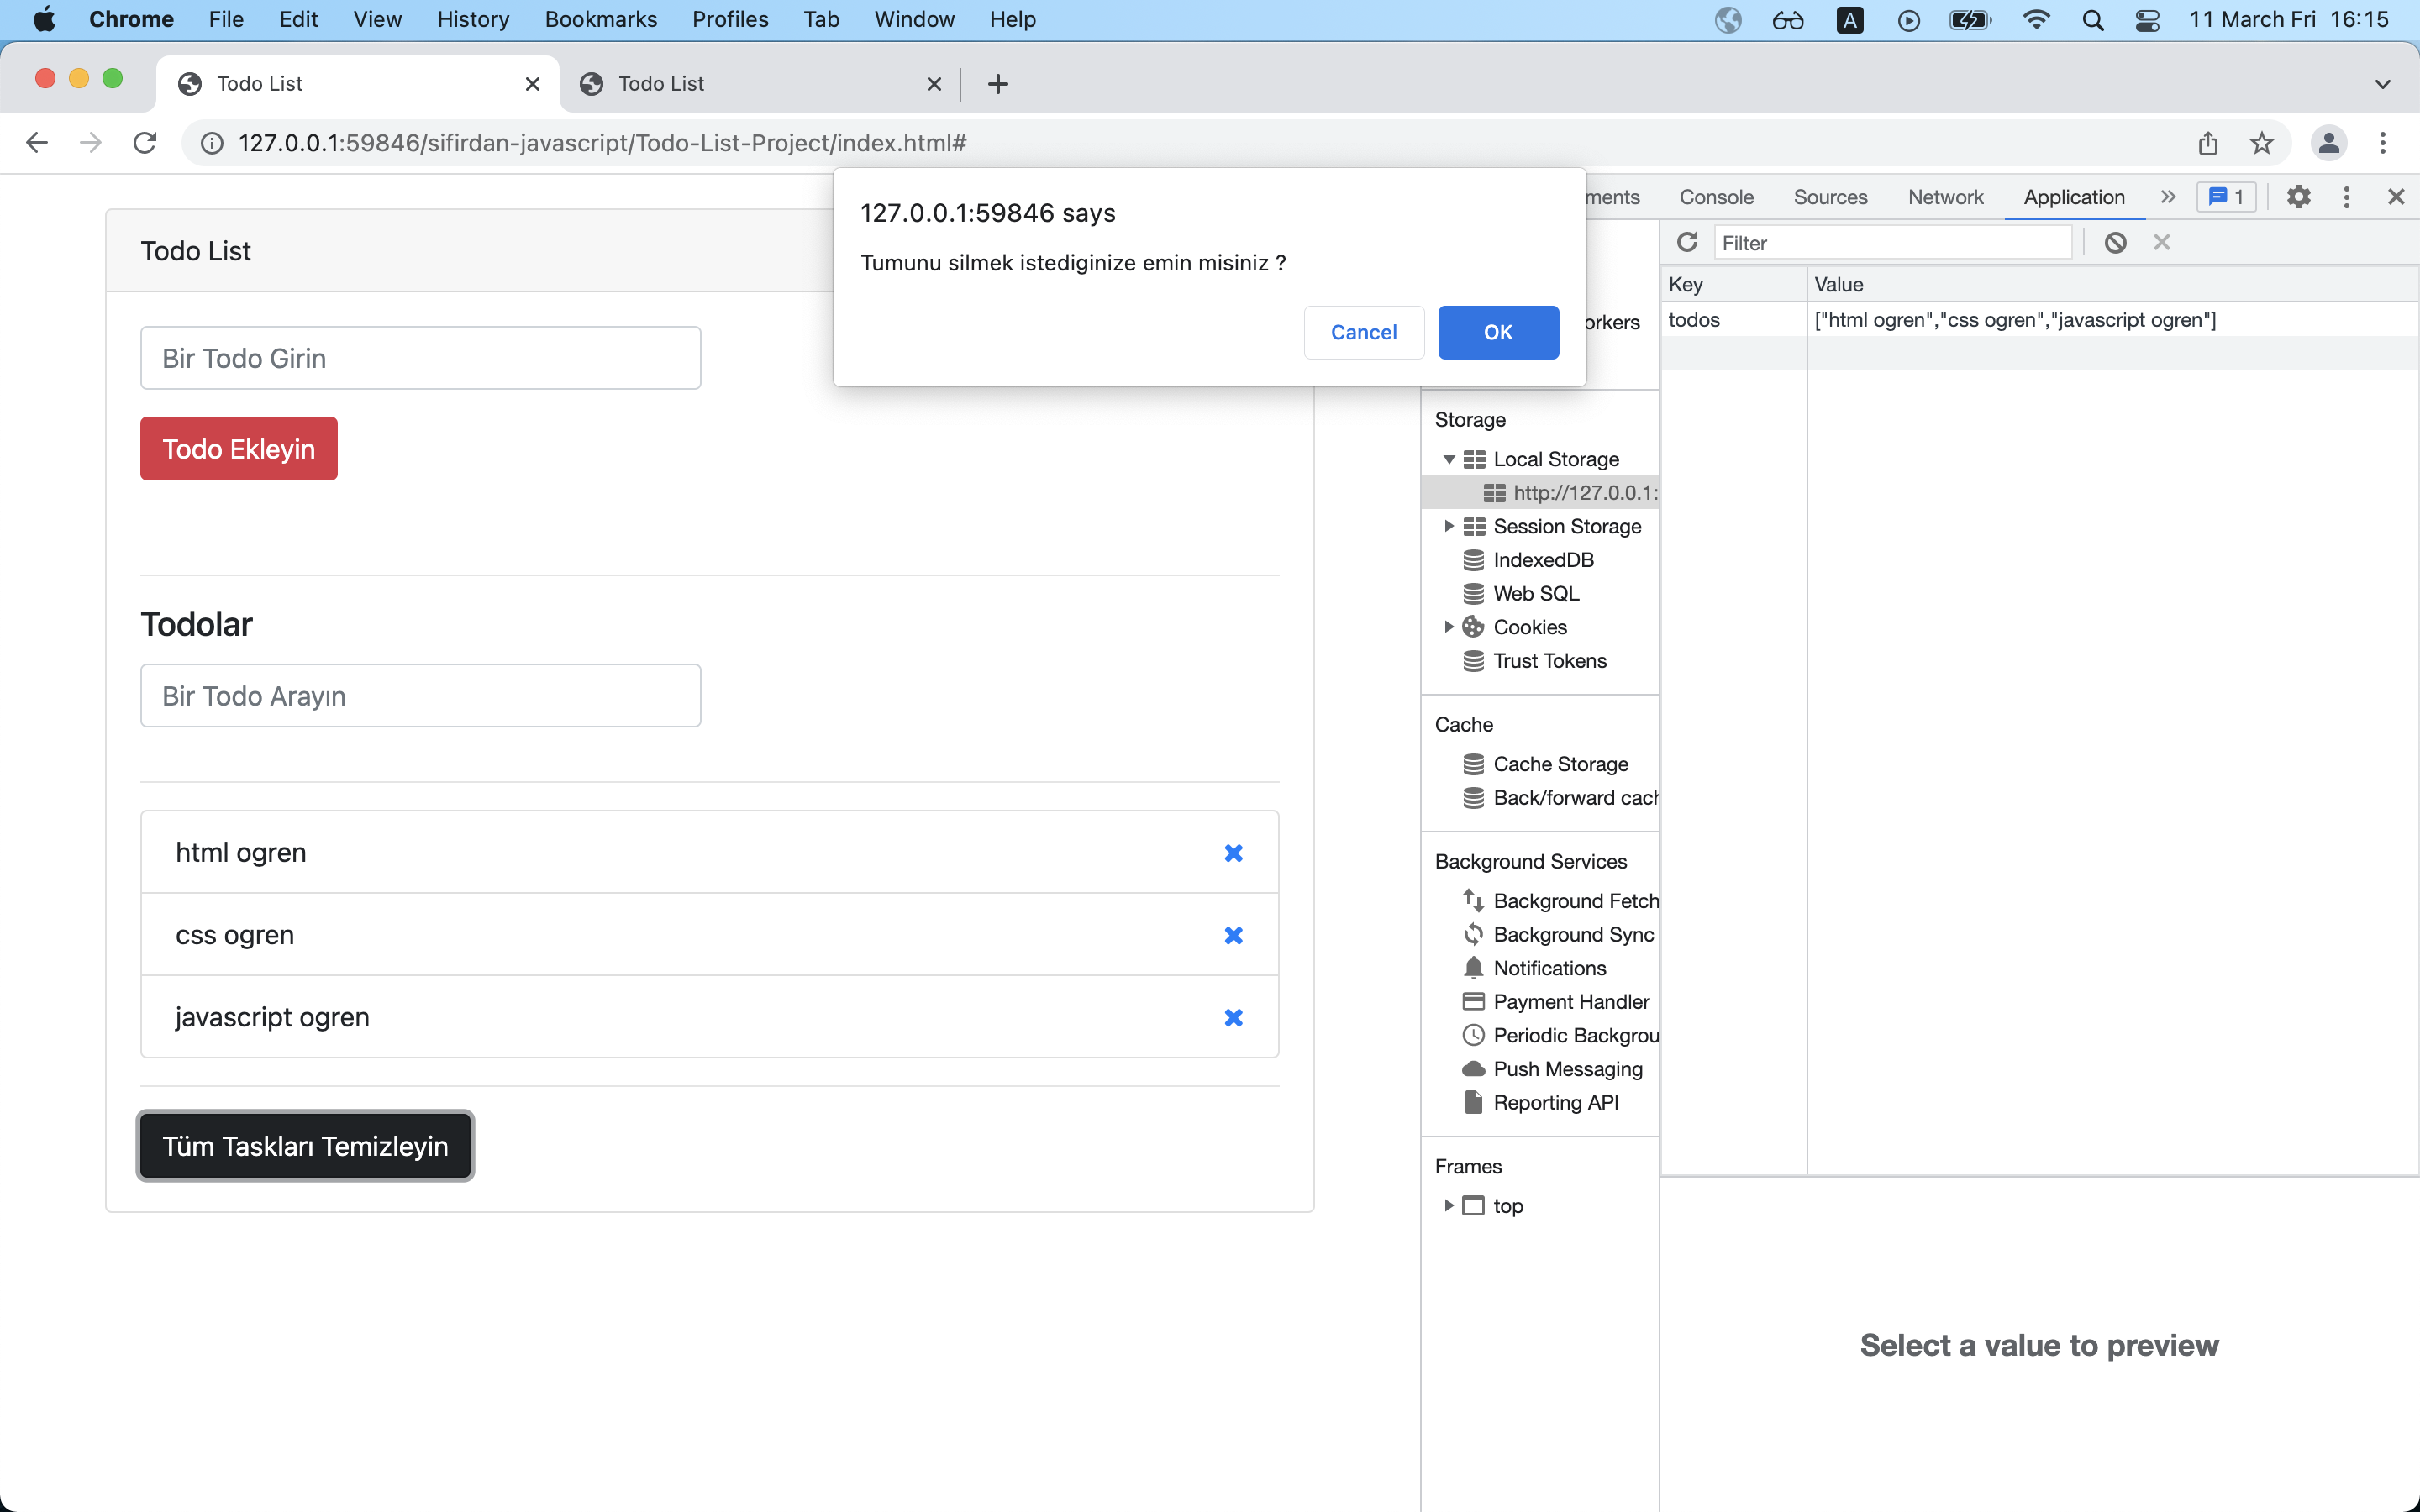 Chrome File Edit View History Bookmarks Profiles Tab Window Help A 11 March Fri 16:15
Todo List
Todo List
127.0.0.1:59846/sifirdan-javascript/Todo-List-Project/index.html#
127.0.0.1:59846 says
Tumunu silmek istediginize emin misiniz ?
Cancel
OK
Todo List
Bir Todo Girin
Todo Ekleyin
Todolar
Bir Todo Arayın
html ogren
css ogren
javascript ogren
Tüm Taskları Temizleyin
ments Console Sources Network Application 1
Filter
Key Value
todos ["html ogren","css ogren","javascript ogren"]
orkers
Storage
Local Storage
http://127.0.0.1:
Session Storage
IndexedDB
Web SQL
Cookies
Trust Tokens
Cache
Cache Storage
Back/forward cach
Background Services
Background Fetch
Background Sync
Notifications
Payment Handler
Periodic Backgrou
Push Messaging
Reporting API
Frames
top
Select a value to preview